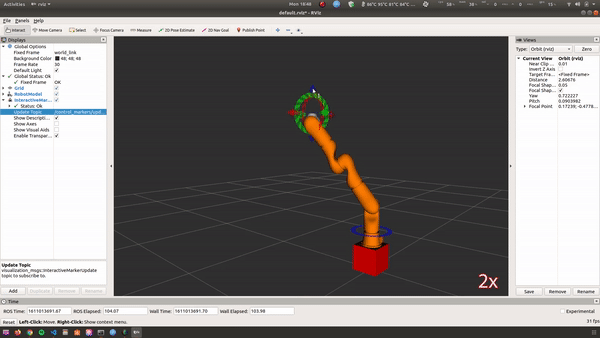 Activities
rviz
Mon 16:48
default.rviz* - RViz
File Panels Help
Interact Move Camera Select Focus Camera Measure 2D Pose Estimate 2D Nav Goal Publish Point
Displays
Global Options
Fixed Frame world_link
Background Color 48; 48; 48
Frame Rate 30
Default Light
Global Status: Ok
Fixed Frame OK
Grid
RobotModel
InteractiveMar...
Status: Ok
Update Topic /control_markers/upd...
Show Descripti...
Show Axes
Show Visual Aids
Enable Transpar...
Update Topic
visualization_msgs::InteractiveMarkerUpdate
topic to subscribe to.
Add Duplicate Remove Rename
2x
Views
Type: Orbit (rviz) Zero
Current View Orbit (rviz)
Near Clip ... 0.01
Invert Z Axis
Target Fra... <Fixed Frame>
Distance 2.60676
Focal Shap... 0.05
Focal Shap...
Yaw 0.722227
Pitch 0.0903982
Focal Point 0.17239; -0.4778...
Save Remove Rename
Time
ROS Time: 1611013691.67 ROS Elapsed: 104.07 Wall Time: 1611013691.70 Wall Elapsed: 103.98 Experimental
Reset Left-Click: Move. Right-Click: Show context menu. 31 fps